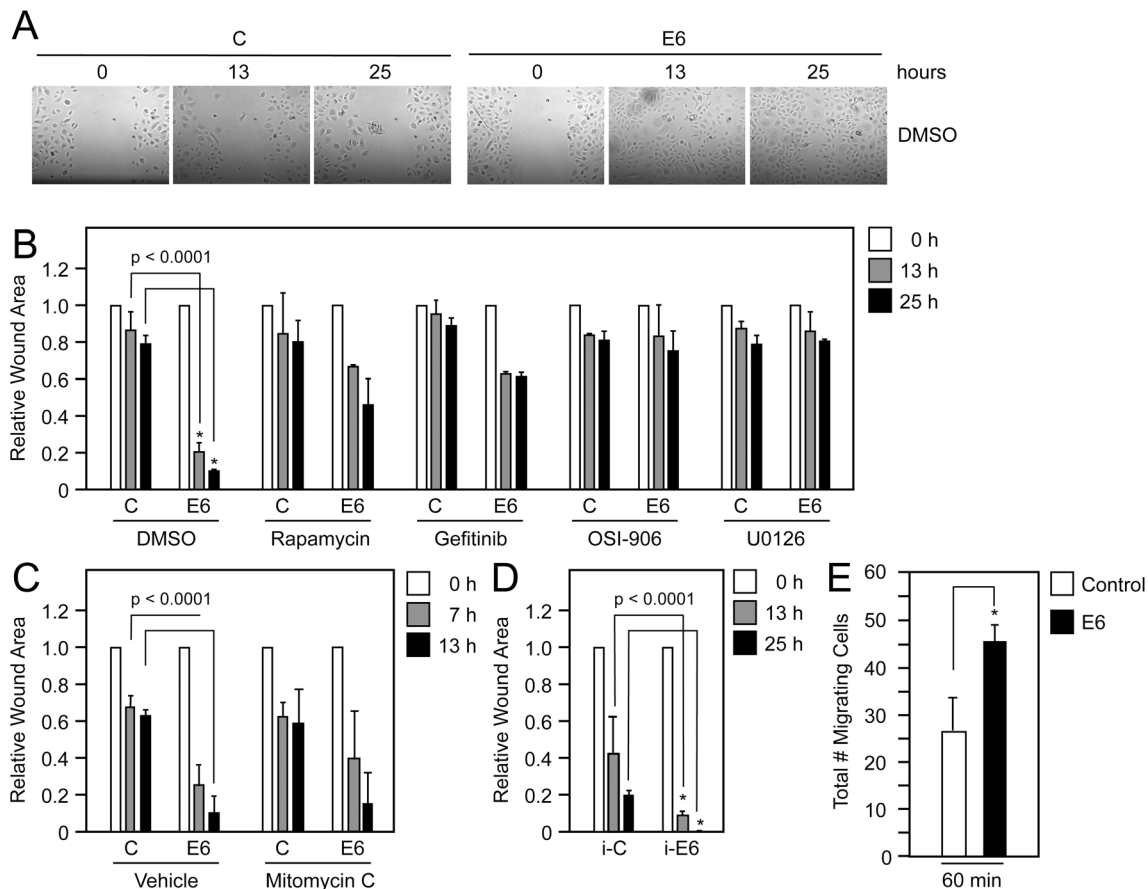 A
C E6
0 13 25 0 13 25 hours
DMSO
B
Relative Wound Area
1.2
1.0
0.8
0.6
0.4
0.2
0
p < 0.0001
* *
0 h
13 h
25 h
C E6 C E6 C E6 C E6 C E6
DMSO Rapamycin Gefitinib OSI-906 U0126
C
Relative Wound Area
1.2
1.0
0.8
0.6
0.4
0.2
0
p < 0.0001
0 h
7 h
13 h
C E6 C E6
Vehicle Mitomycin C
D
Relative Wound Area
1.2
1.0
0.8
0.6
0.4
0.2
0
p < 0.0001
* *
0 h
13 h
25 h
i-C i-E6
E
Total # Migrating Cells
60
50
40
30
20
10
0
*
Control
E6
60 min